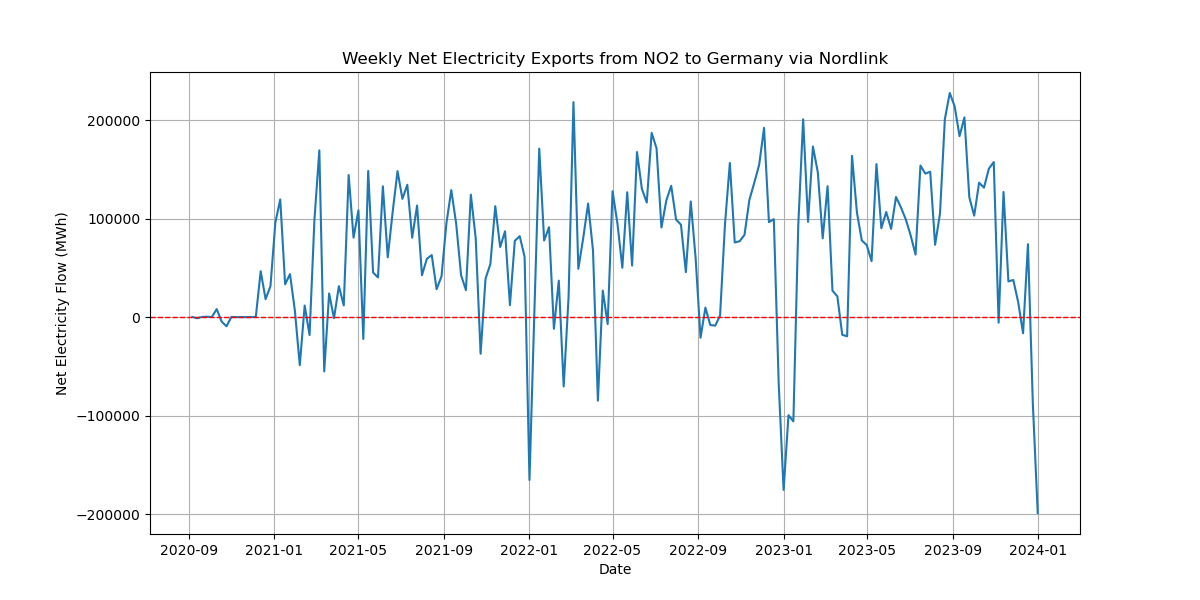 Weekly Net Electricity Exports from NO2 to Germany via Nordlink
Net Electricity Flow (MWh)
200000
100000
0
−100000
−200000
2020-09 2021-01 2021-05 2021-09 2022-01 2022-05 2022-09 2023-01 2023-05 2023-09 2024-01
Date